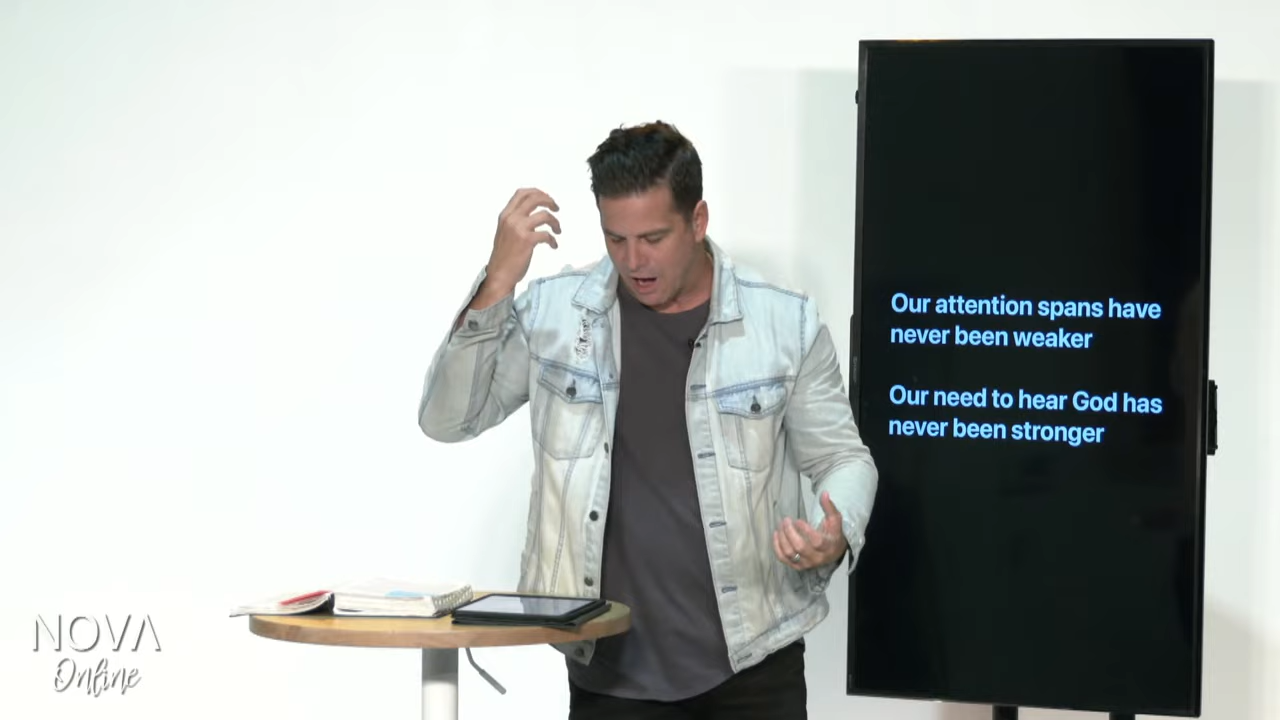 Our attention spans have
never been weaker
Our need to hear God has
never been stronger
NOVA
Online